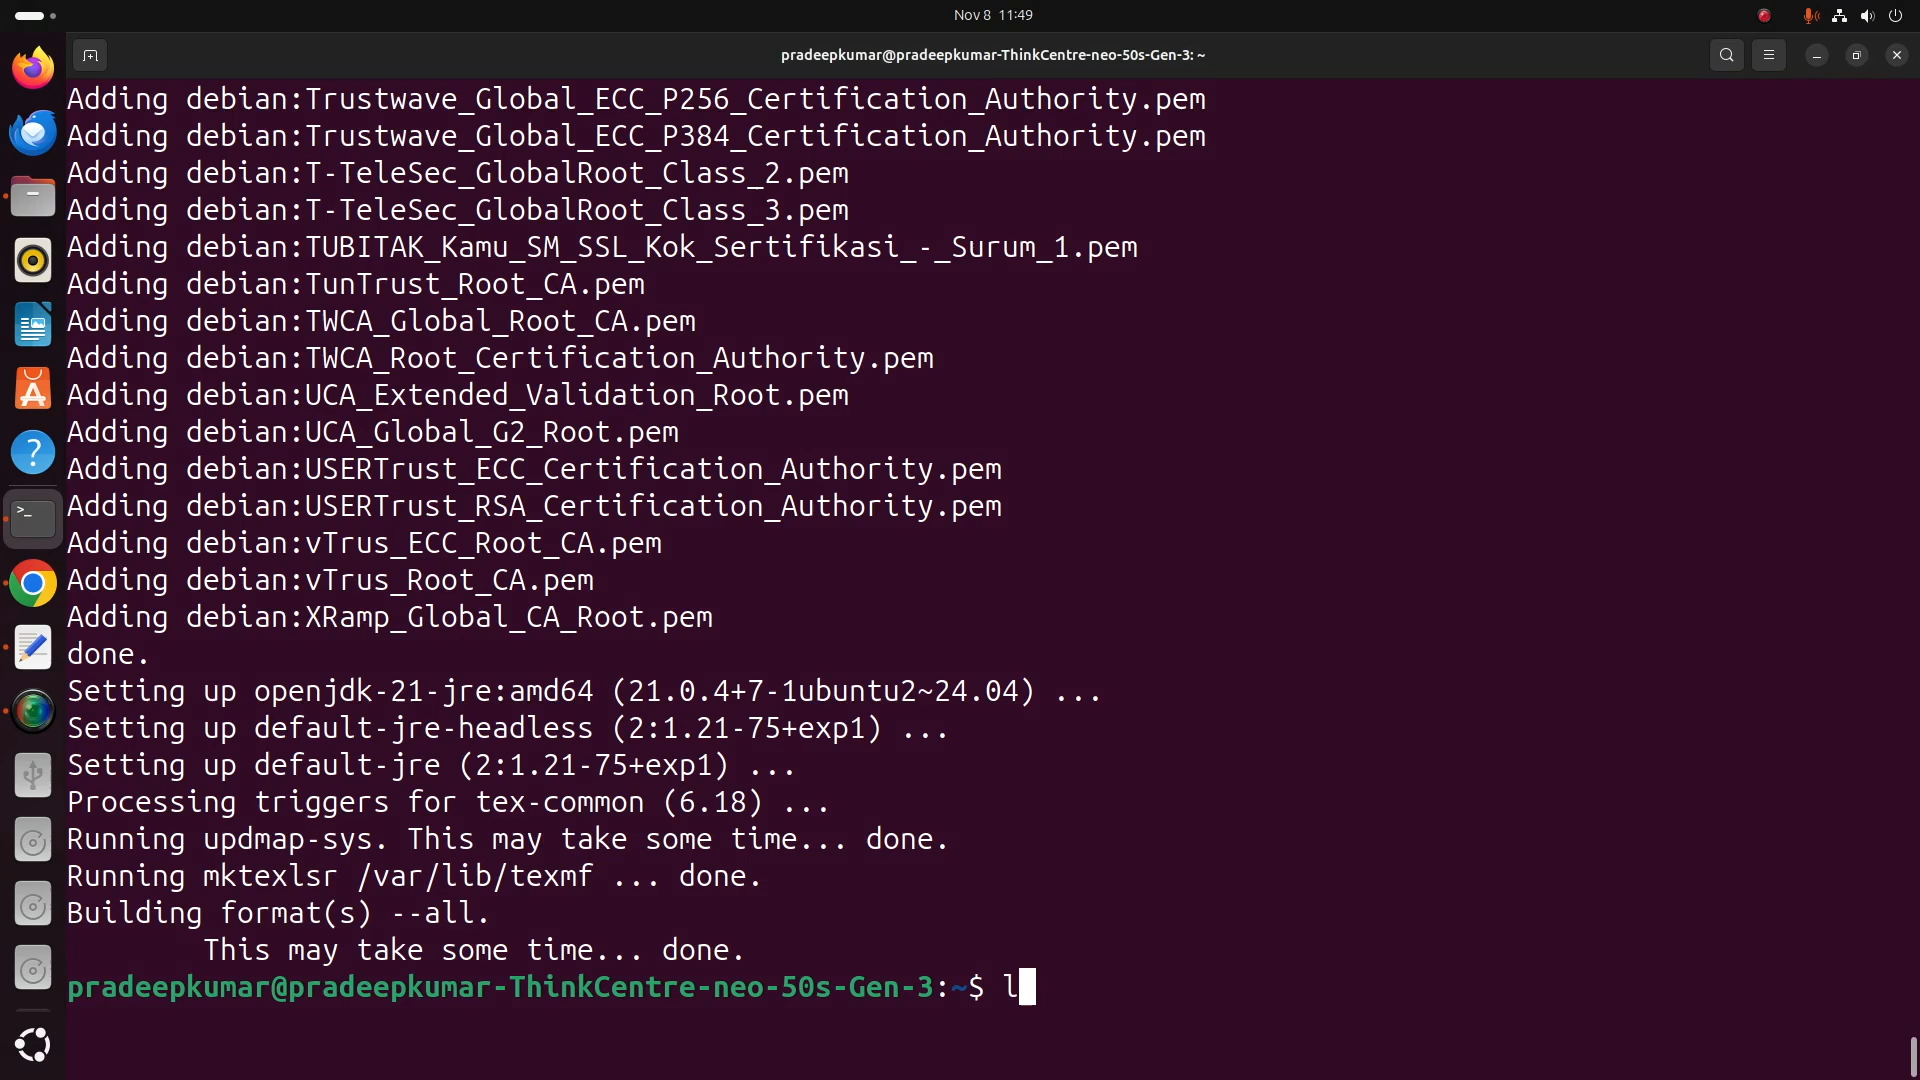 Nov 8 11:49
pradeepkumar@pradeepkumar-ThinkCentre-neo-50s-Gen-3: ~
Adding debian:Trustwave_Global_ECC_P256_Certification_Authority.pem
Adding debian:Trustwave_Global_ECC_P384_Certification_Authority.pem
Adding debian:T-TeleSec_GlobalRoot_Class_2.pem
Adding debian:T-TeleSec_GlobalRoot_Class_3.pem
Adding debian:TUBITAK_Kamu_SM_SSL_Kok_Sertifikasi_-_Surum_1.pem
Adding debian:TunTrust_Root_CA.pem
Adding debian:TWCA_Global_Root_CA.pem
Adding debian:TWCA_Root_Certification_Authority.pem
Adding debian:UCA_Extended_Validation_Root.pem
Adding debian:UCA_Global_G2_Root.pem
Adding debian:USERTrust_ECC_Certification_Authority.pem
Adding debian:USERTrust_RSA_Certification_Authority.pem
Adding debian:vTrus_ECC_Root_CA.pem
Adding debian:vTrus_Root_CA.pem
Adding debian:XRamp_Global_CA_Root.pem
done.
Setting up openjdk-21-jre:amd64 (21.0.4+7-1ubuntu2~24.04) ...
Setting up default-jre-headless (2:1.21-75+exp1) ...
Setting up default-jre (2:1.21-75+exp1) ...
Processing triggers for tex-common (6.18) ...
Running updmap-sys. This may take some time... done.
Running mktexlsr /var/lib/texmf ... done.
Building format(s) --all.
        This may take some time... done.
pradeepkumar@pradeepkumar-ThinkCentre-neo-50s-Gen-3:~$ l